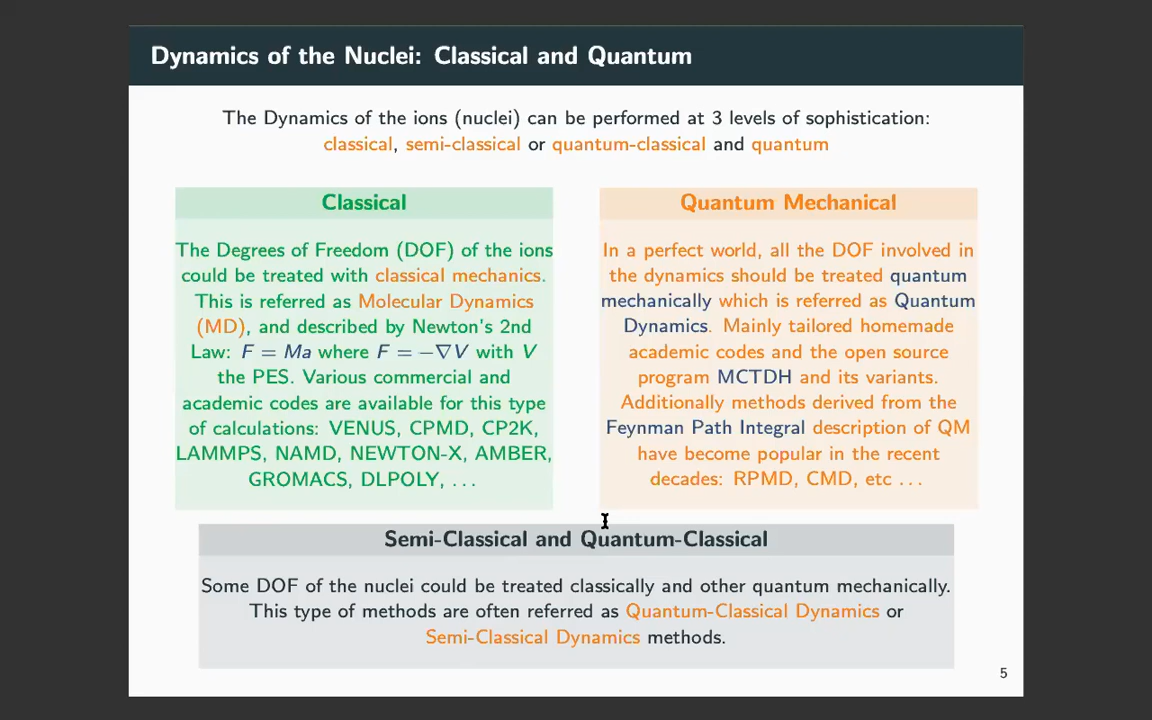 Dynamics of the Nuclei: Classical and Quantum
The Dynamics of the ions (nuclei) can be performed at 3 levels of sophistication:
classical, semi-classical or quantum-classical and quantum
Classical
The Degrees of Freedom (DOF) of the ions
could be treated with classical mechanics.
This is referred as Molecular Dynamics
(MD), and described by Newton's 2nd
Law: F = Ma where F = −∇V with V
the PES. Various commercial and
academic codes are available for this type
of calculations: VENUS, CPMD, CP2K,
LAMMPS, NAMD, NEWTON-X, AMBER,
GROMACS, DLPOLY, ...
Quantum Mechanical
In a perfect world, all the DOF involved in
the dynamics should be treated quantum
mechanically which is referred as Quantum
Dynamics. Mainly tailored homemade
academic codes and the open source
program MCTDH and its variants.
Additionally methods derived from the
Feynman Path Integral description of QM
have become popular in the recent
decades: RPMD, CMD, etc ...
Semi-Classical and Quantum-Classical
Some DOF of the nuclei could be treated classically and other quantum mechanically.
This type of methods are often referred as Quantum-Classical Dynamics or
Semi-Classical Dynamics methods.
5